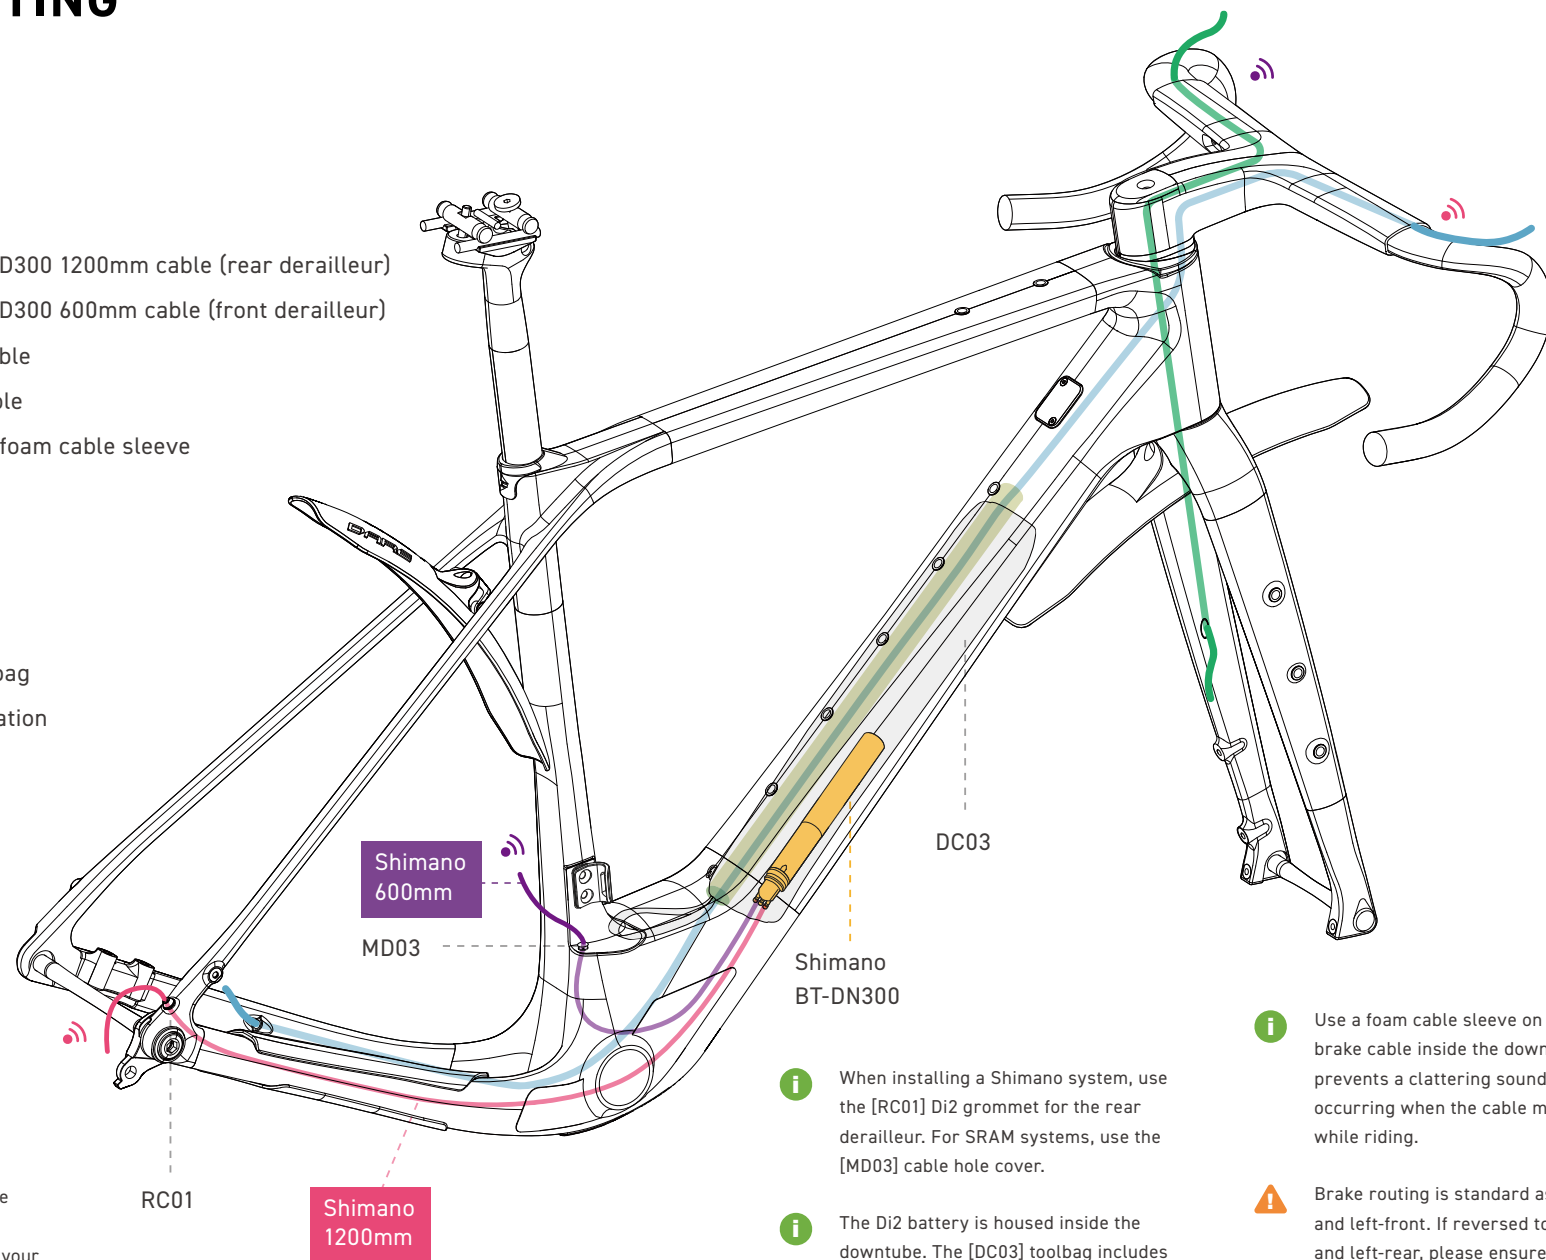 TING
D300 1200mm cable (rear derailleur)
D300 600mm cable (front derailleur)
foam cable sleeve
DARE
DC03
Shimano
600mm
MD03
Shimano
BT-DN300
RC01
Shimano
1200mm
When installing a Shimano system, use
the [RC01] Di2 grommet for the rear
derailleur. For SRAM systems, use the
[MD03] cable hole cover.
The Di2 battery is housed inside the
downtube. The [DC03] toolbag includes
Use a foam cable sleeve on
brake cable inside the down
prevents a clattering sound
occurring when the cable m
while riding.
Brake routing is standard as
and left-front. If reversed to
and left-rear, please ensure
your